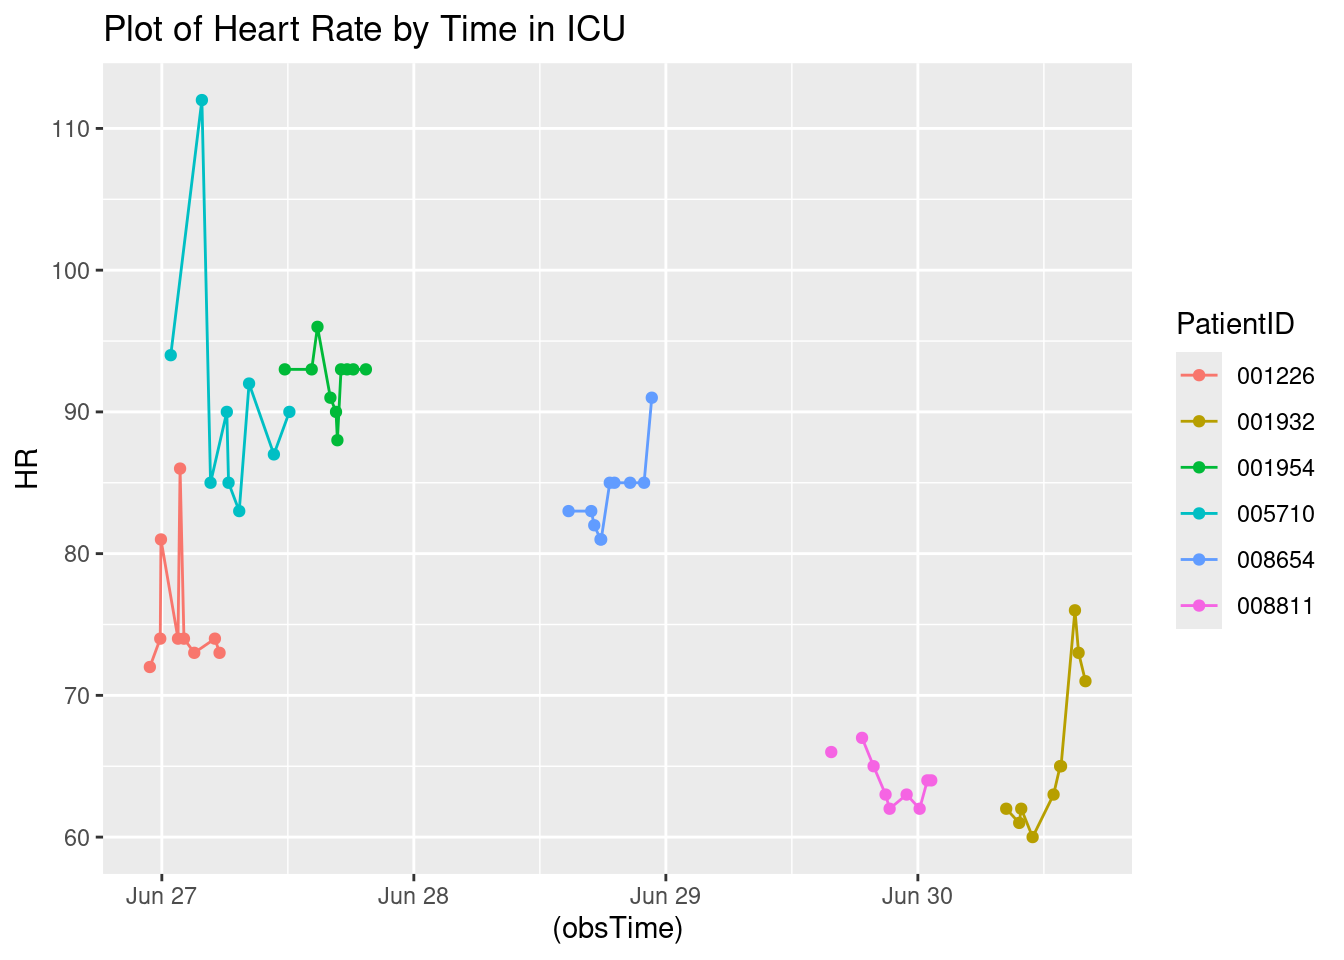 Plot of Heart Rate by Time in ICU
110
100
90
80
70
60
HR
Jun 27
Jun 28
Jun 29
Jun 30
(obsTime)
PatientID
001226
001932
001954
005710
008654
008811